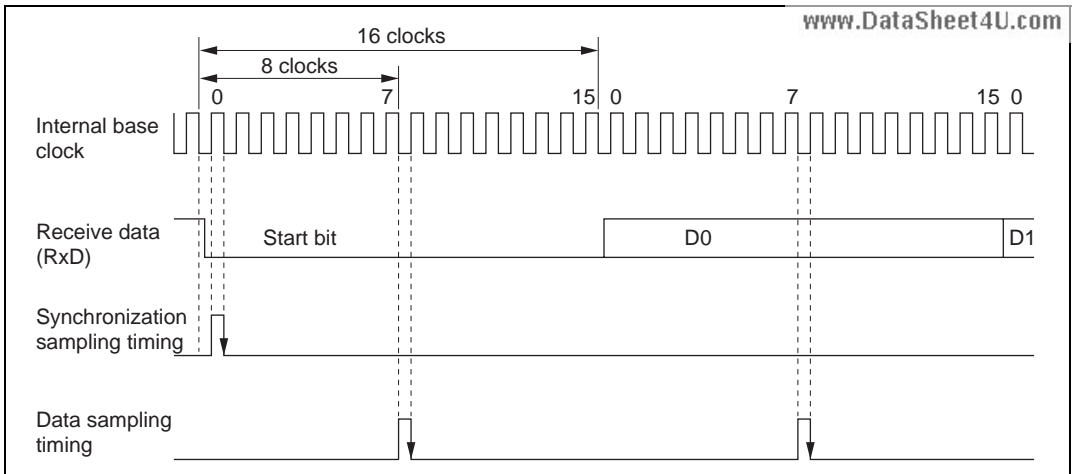 www.DataSheet4U.com
16 clocks
8 clocks
0 7 15 0 7 15 0
Internal base
clock
Receive data
(RxD)
Start bit D0 D1
Synchronization
sampling timing
Data sampling
timing